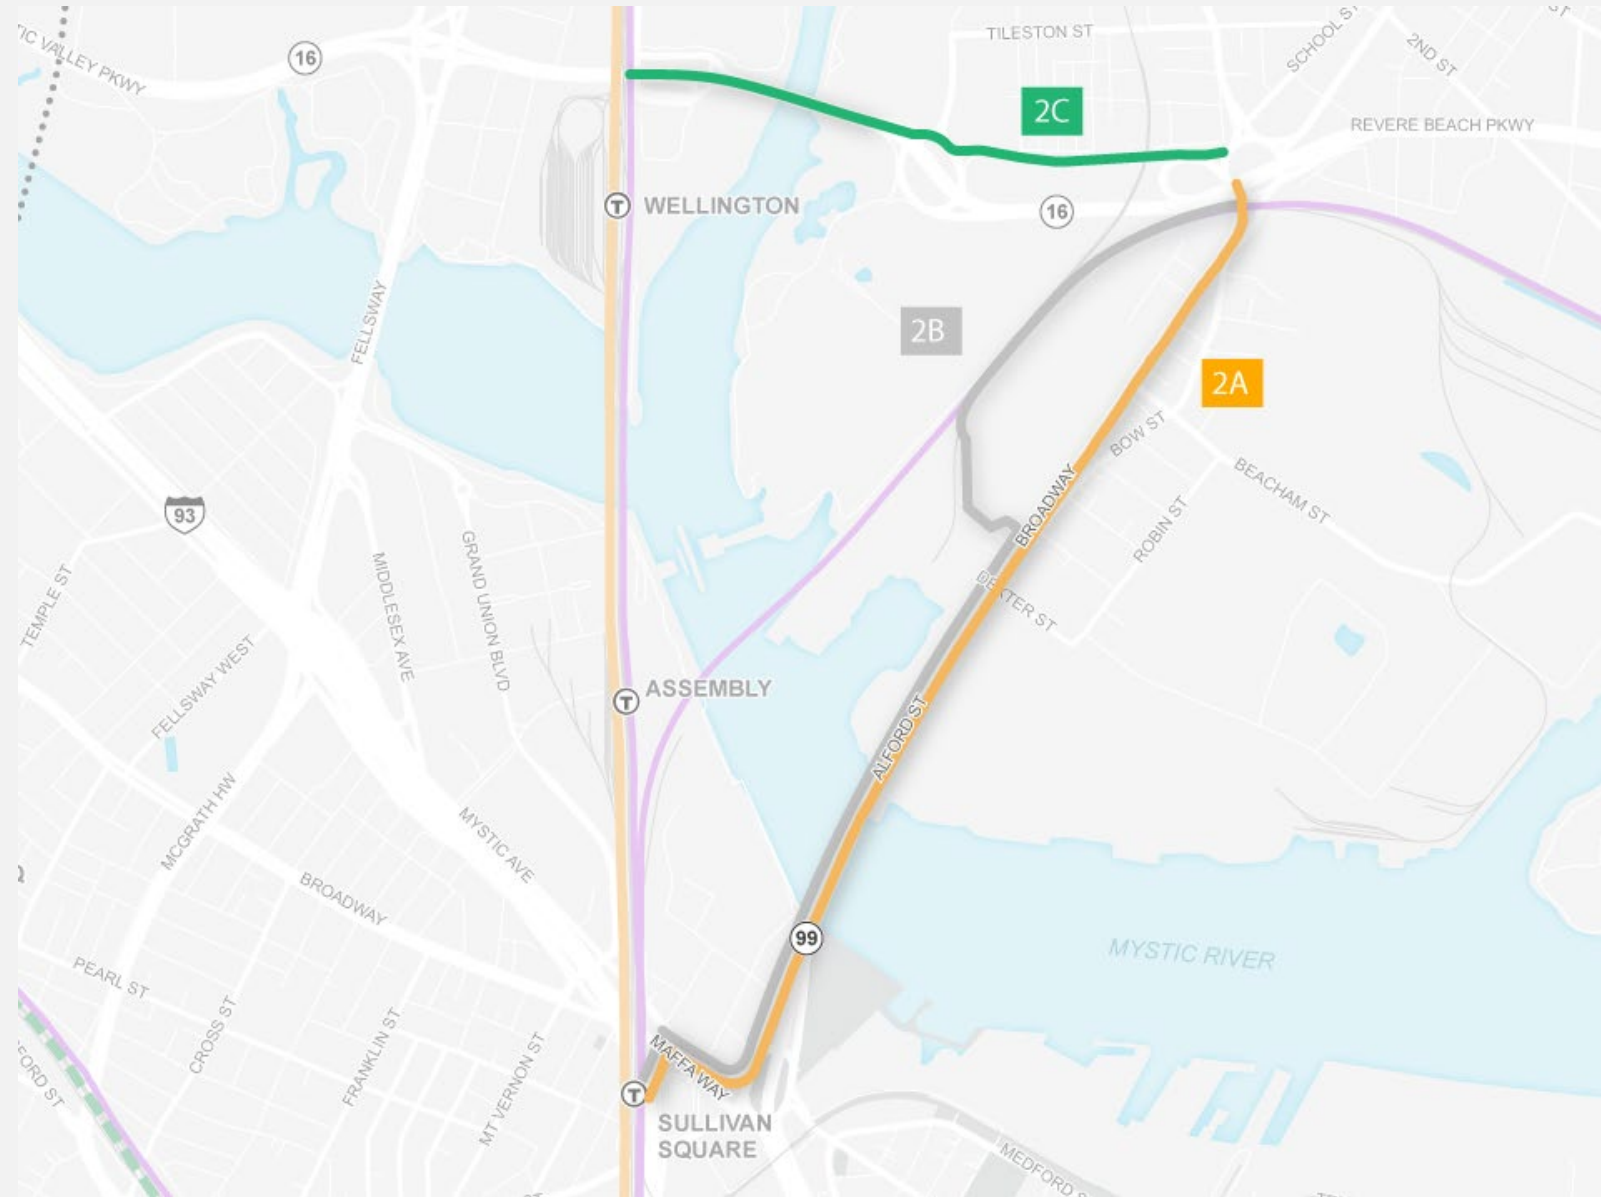 TILESTON ST
SCHOOL ST
2ND ST
ST
TIC VALLEY PKWY
16
2C
REVERE BEACH PKWY
T
WELLINGTON
16
FELLSWAY
2B
2A
BOW ST
BROADWAY
BEACHAM ST
93
ROBIN ST
TEMPLE ST
MIDDLESEX AVE
GRAND UNION BLVD
DEXTER ST
FELLSWAY WEST
T
ASSEMBLY
ALFORD ST
MCGRATH HW
MYSTIC AVE
BROADWAY
99
MYSTIC RIVER
PEARL ST
CROSS ST
FRANKLIN ST
MT VERNON ST
MAFFA WAY
FORD ST
T
SULLIVAN
SQUARE
MEDFORD S